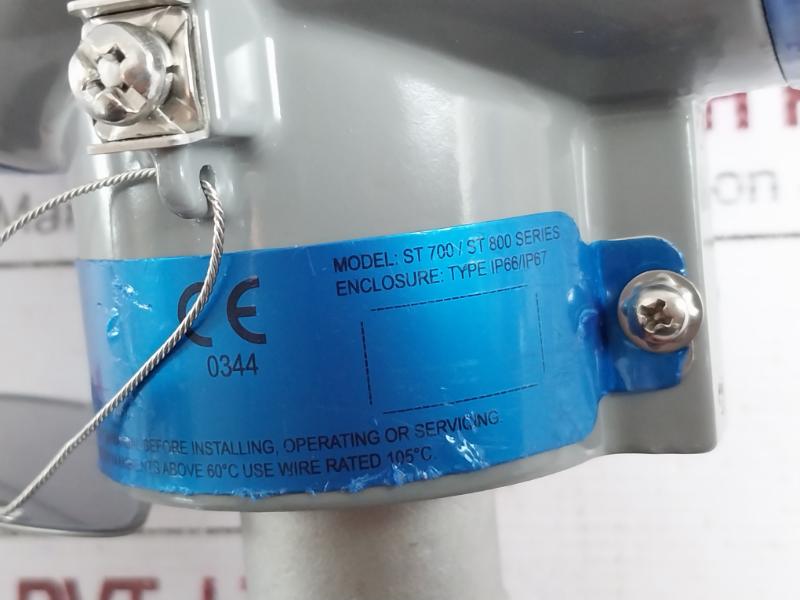 MODEL: ST 700 / ST 800 SERIES
ENCLOSURE: TYPE IP66/IP67
CE
0344
BEFORE INSTALLING, OPERATING OR SERVICING.
ABOVE 60°C USE WIRE RATED 105°C.